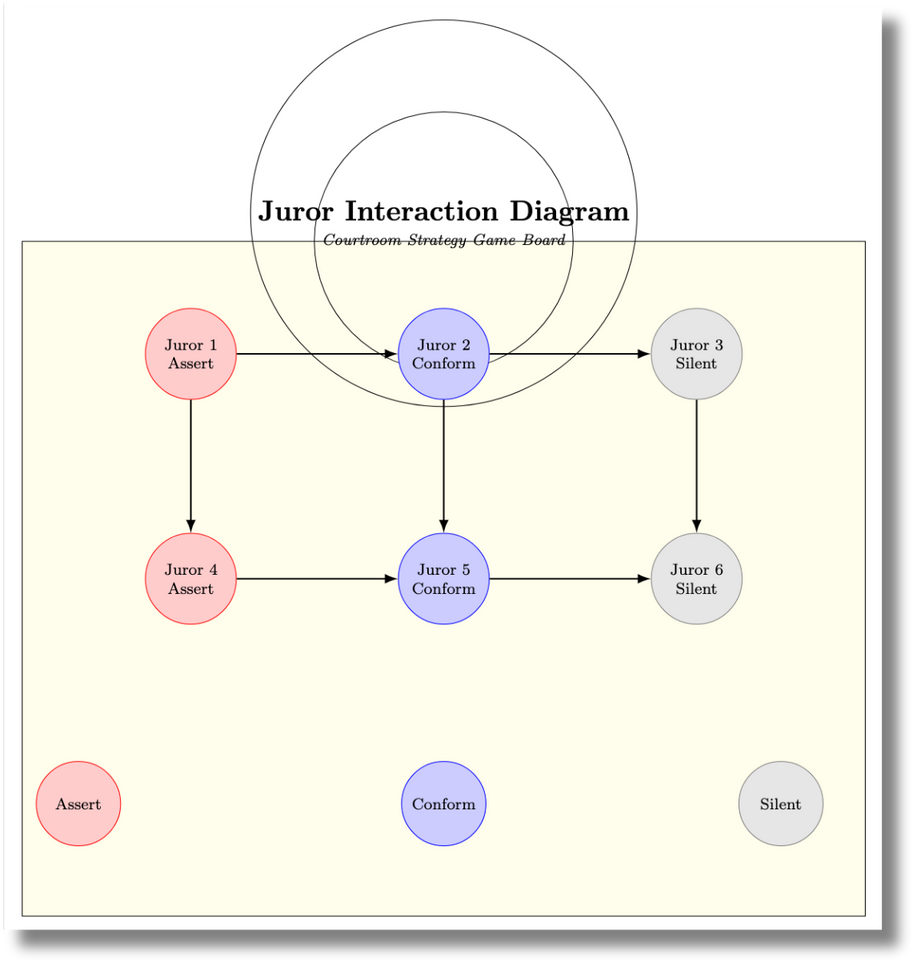 Juror Interaction Diagram
Courtroom Strategy Game Board
Juror 1
Assert
Juror 2
Conform
Juror 3
Silent
Juror 4
Assert
Juror 5
Conform
Juror 6
Silent
Assert
Conform
Silent